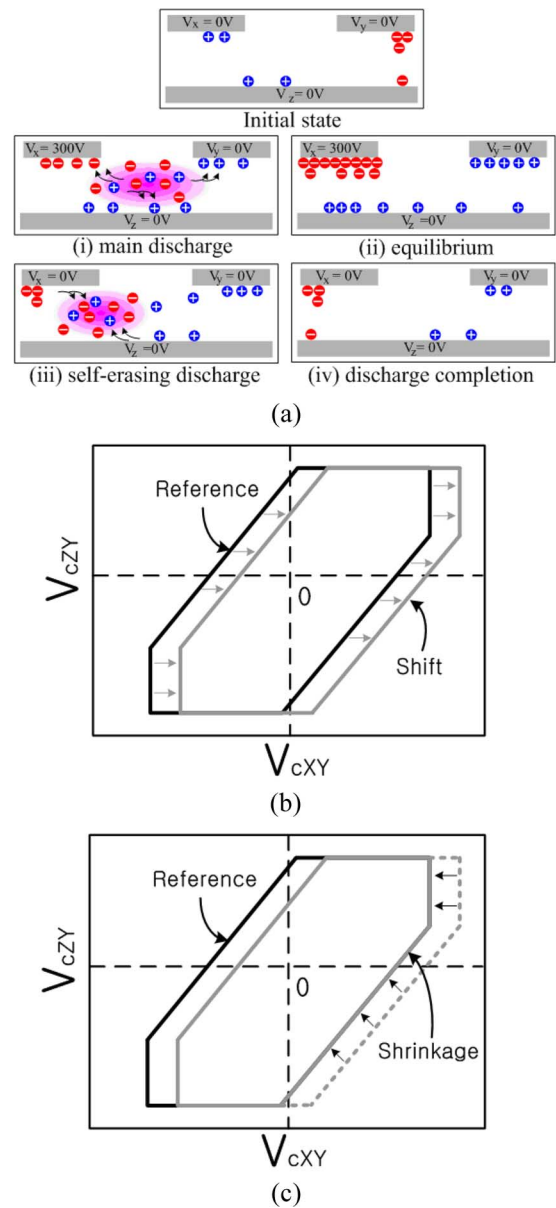 Vx = 0V Vy = 0V
Vz = 0V
Initial state
Vx = 300V Vy = 0V
Vz = 0V
(i) main discharge
Vx = 300V Vy = 0V
Vz = 0V
(ii) equilibrium
Vx = 0V Vy = 0V
Vz =0V
(iii) self-erasing discharge
Vx = 0V Vy = 0V
Vz = 0V
(iv) discharge completion
(a)
Reference
VcZY
0
Shift
VcXY
(b)
Reference
VcZY
0
Shrinkage
VcXY
(c)